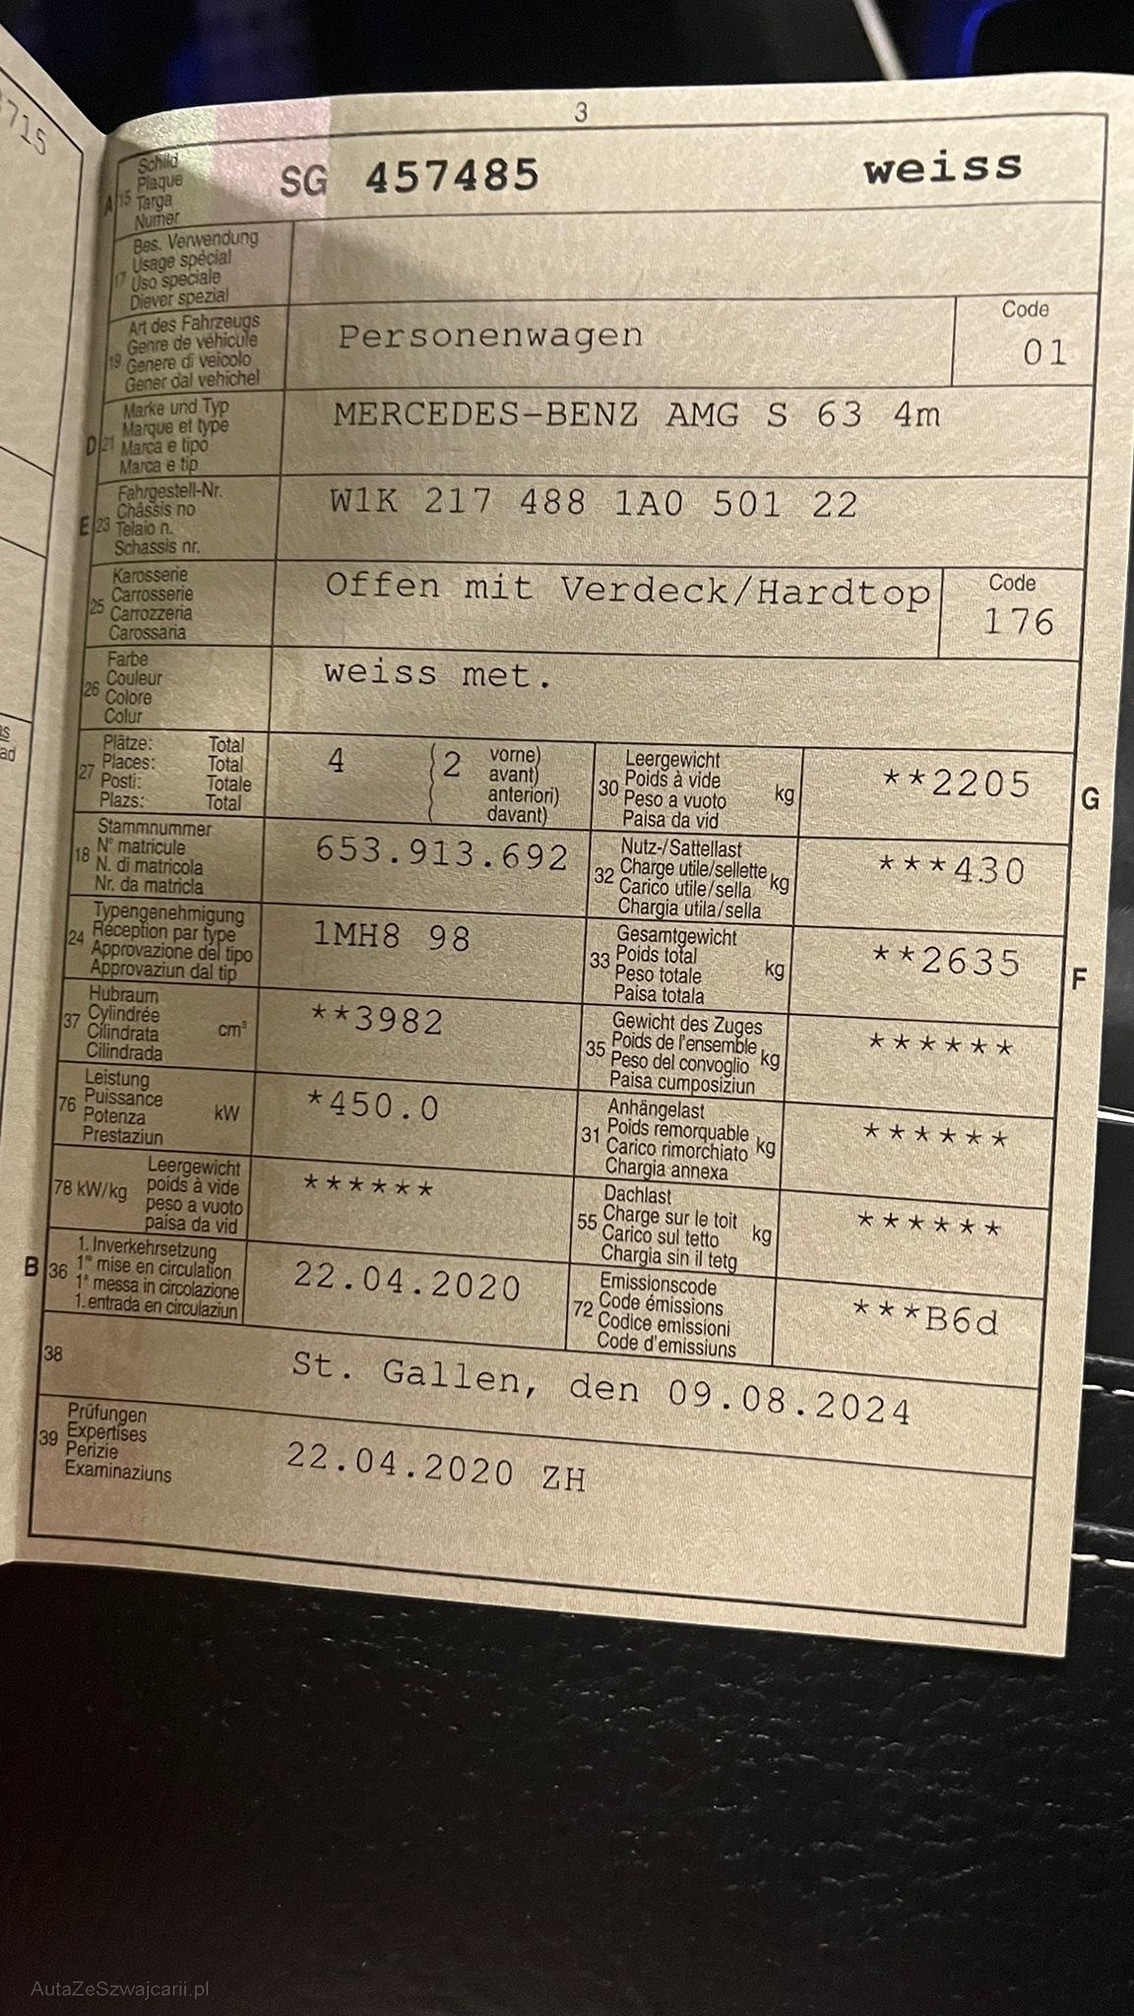 3715
3
A 15 Schild
Plaque
Targa
Numer
SG 457485 weiss
17 Bes. Verwendung
Usage spécial
Uso speciale
Diever spezial
19 Art des Fahrzeugs
Genre de véhicule
Genere di veicolo
Gener dal vehichel
Personenwagen
Code
01
D 21 Marke und Typ
Marque et type
Marca e tipo
Marca e tip
MERCEDES-BENZ AMG S 63 4m
E 23 Fahrgestell-Nr.
Châssis no
Telaio n.
Schassis nr.
W1K 217 488 1A0 501 22
25 Karosserie
Carrosserie
Carrozzeria
Carossaria
Offen mit Verdeck/Hardtop
Code
176
26 Farbe
Couleur
Colore
Colur
weiss met.
27 Plätze: Total
Places: Total
Posti: Totale
Plazs: Total
4 (2 vorne)
avant)
anteriori)
davant)
30 Leergewicht
Poids à vide
Peso a vuoto
Paisa da vid
kg
**2205
G
18 Stammnummer
N° matricule
N. di matricola
Nr. da matricla
653.913.692
32 Nutz-/Sattellast
Charge utile/sellette
Carico utile/sella
Chargia utila/sella
kg
***430
24 Typengenehmigung
Réception par type
Approvazione del tipo
Approvaziun dal tip
1MH8 98
33 Gesamtgewicht
Poids total
Peso totale
Paisa totala
kg
**2635
F
37 Hubraum
Cylindrée
Cilindrata
Cilindrada
cm³
**3982
35 Gewicht des Zuges
Poids de l'ensemble
Peso del convoglio
Paisa cumposiziun
kg
******
76 Leistung
Puissance
Potenza
Prestaziun
kW
*450.0
31 Anhängelast
Poids remorquable
Carico rimorchiato
Chargia annexa
kg
******
78 kW/kg Leergewicht
poids à vide
peso a vuoto
paisa da vid
******
55 Dachlast
Charge sur le toit
Carico sul tetto
Chargia sin il tetg
kg
******
B 36 1. Inverkehrsetzung
1re mise en circulation
1a messa in circolazione
1. entrada en circulaziun
22.04.2020
72 Emissionscode
Code émissions
Codice emissioni
Code d'emissiuns
***B6d
38
St. Gallen, den 09.08.2024
39 Prüfungen
Expertises
Perizie
Examinaziuns
22.04.2020 ZH
AutaZeSzwajcarii.pl